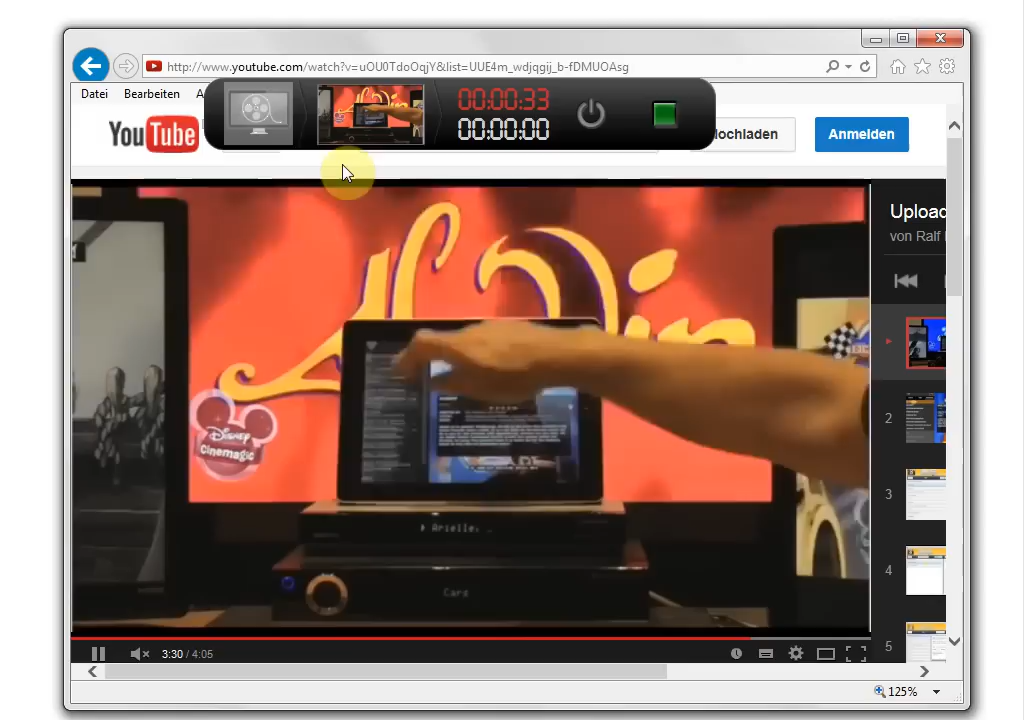 http://www.youtube.com/watch?v=uOU0TdoOqjY&list=UUE4m_wdjqgij_b-fDMUOAsg
Datei Bearbeiten A
00:00:33
00:00:00
YouTube
Hochladen
Anmelden
Upload
von Ralf
Disney
Cinemagic
Arielle,
Card
2
3
4
5
3:30 / 4:05
125%